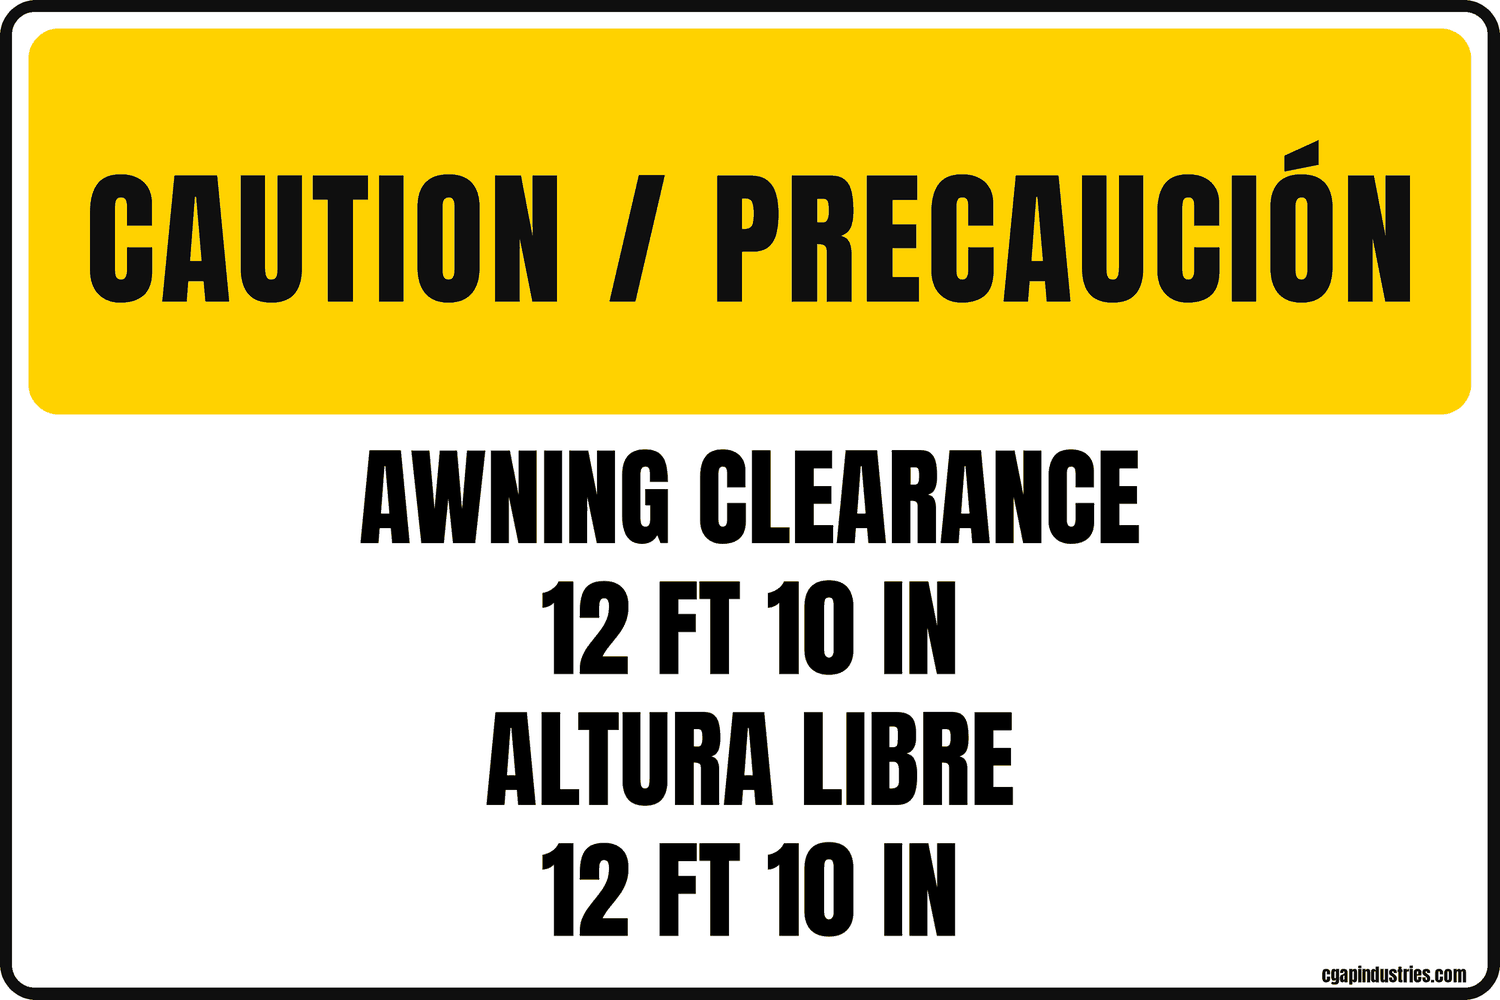 CAUTION / PRECAUCIÓN
AWNING CLEARANCE
12 FT 10 IN
ALTURA LIBRE
12 FT 10 IN
cgapindustries.com